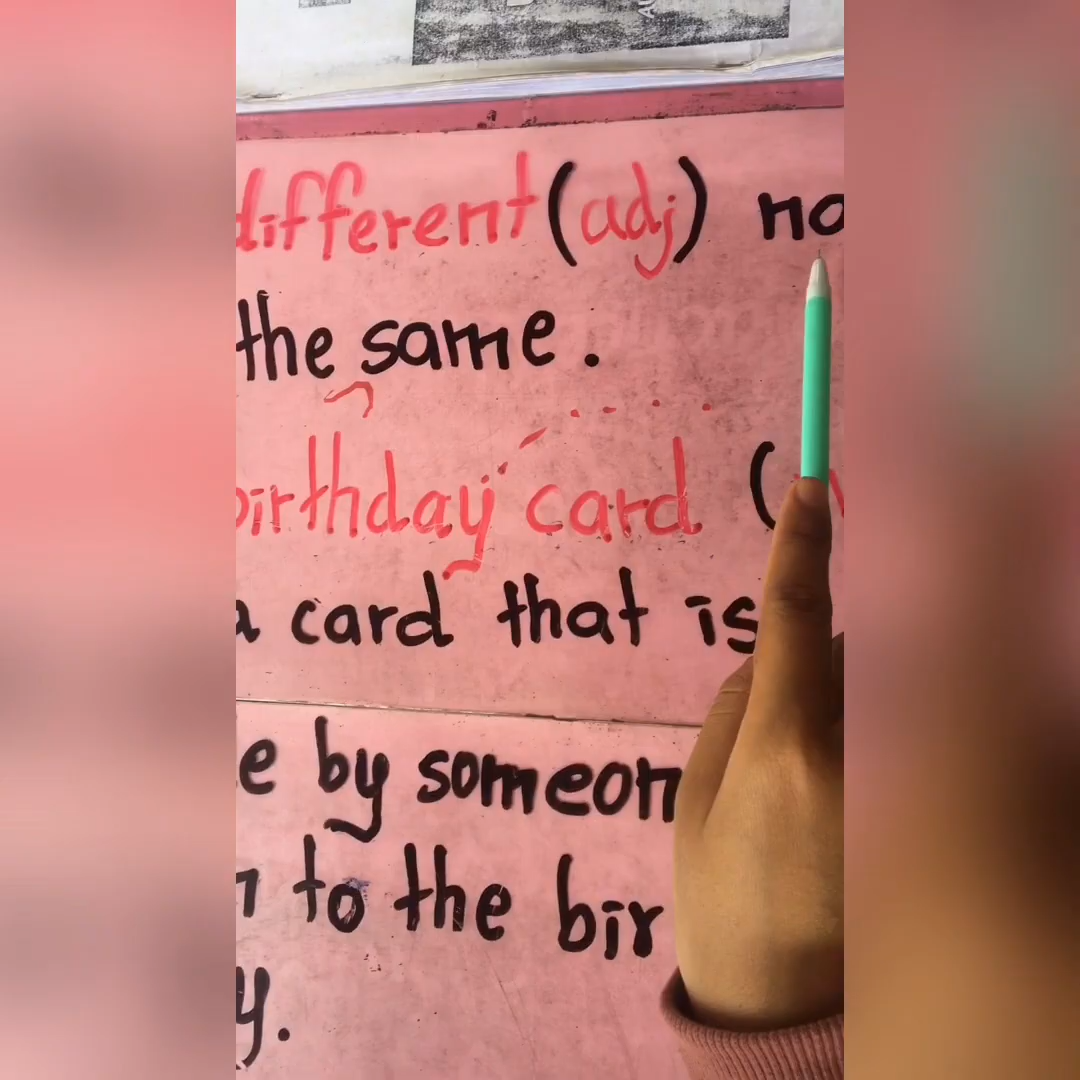 different (adj) no
the same.
birthday card (
a card that is
e by someon
to the bir
y.